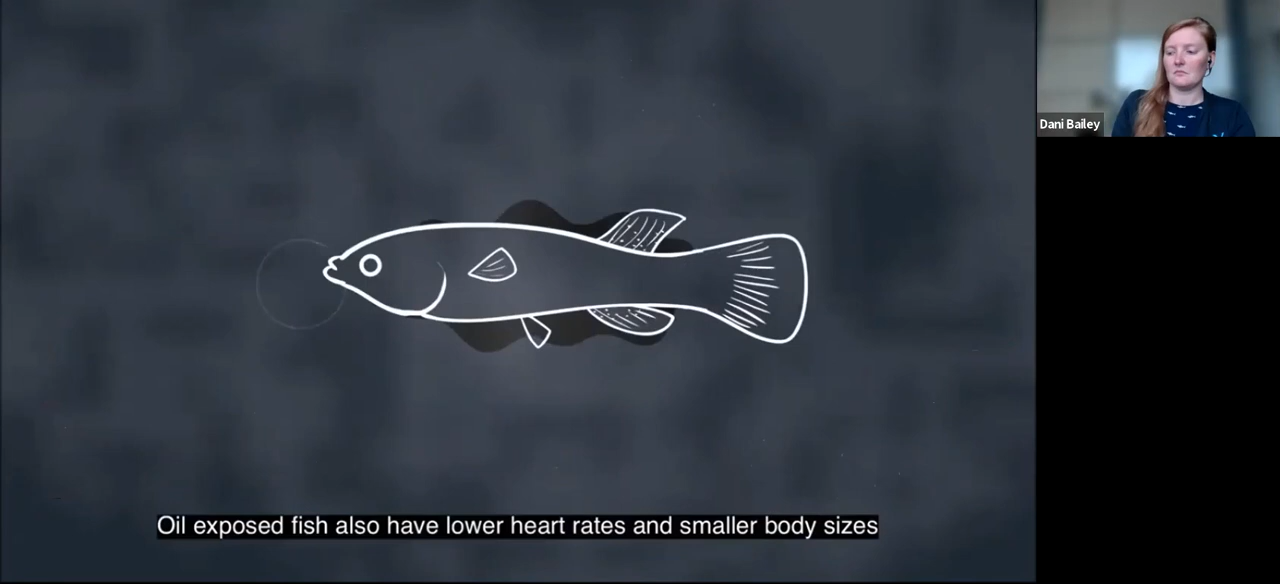 Dani Bailey
Oil exposed fish also have lower heart rates and smaller body sizes